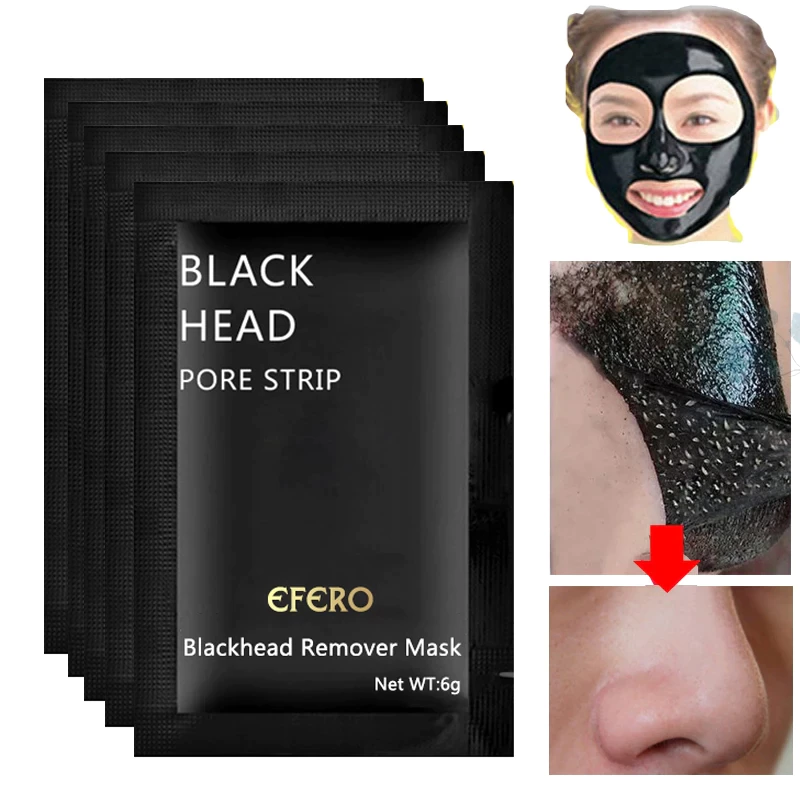 BLACK
HEAD
PORE STRIP
EFERO
Blackhead Remover Mask
Net WT:6g